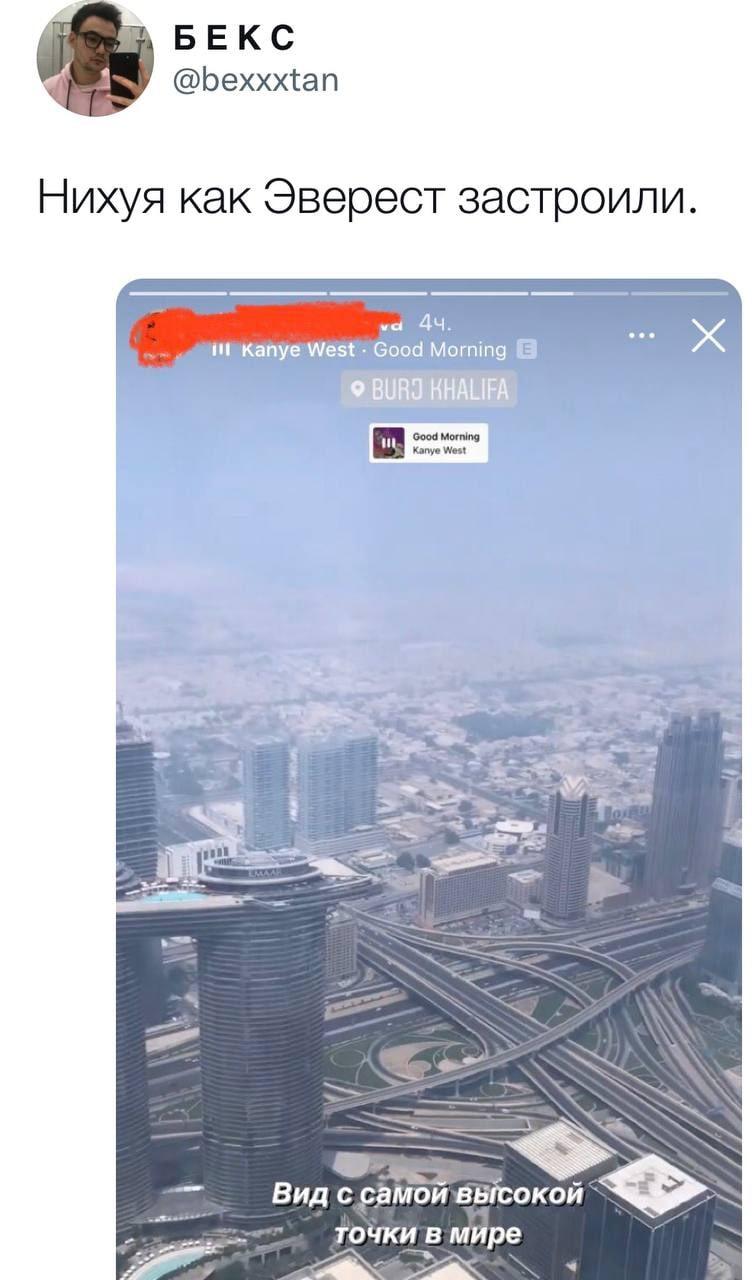 БЕКС
@bexxxtan
Нихуя как Эверест застроили.
va 4ч.
Kanye West · Good Morning E
BURJ KHALIFA
Good Morning
Kanye West
EMAAR
Вид с самой высокой
точки в мире